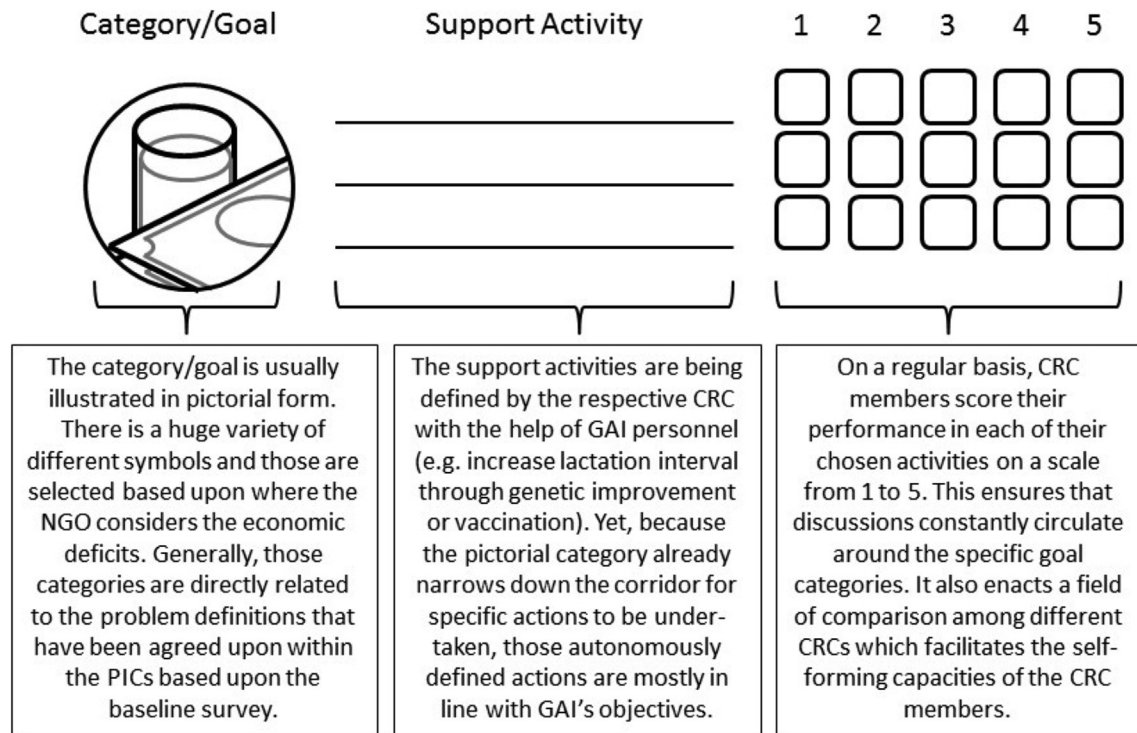 Category/Goal
Support Activity
1 2 3 4 5
The category/goal is usually
illustrated in pictorial form.
There is a huge variety of
different symbols and those are
selected based upon where the
NGO considers the economic
deficits. Generally, those
categories are directly related
to the problem definitions that
have been agreed upon within
the PICs based upon the
baseline survey.
The support activities are being
defined by the respective CRC
with the help of GAI personnel
(e.g. increase lactation interval
through genetic improvement
or vaccination). Yet, because
the pictorial category already
narrows down the corridor for
specific actions to be under-
taken, those autonomously
defined actions are mostly in
line with GAI's objectives.
On a regular basis, CRC
members score their
performance in each of their
chosen activities on a scale
from 1 to 5. This ensures that
discussions constantly circulate
around the specific goal
categories. It also enacts a field
of comparison among different
CRCs which facilitates the self-
forming capacities of the CRC
members.